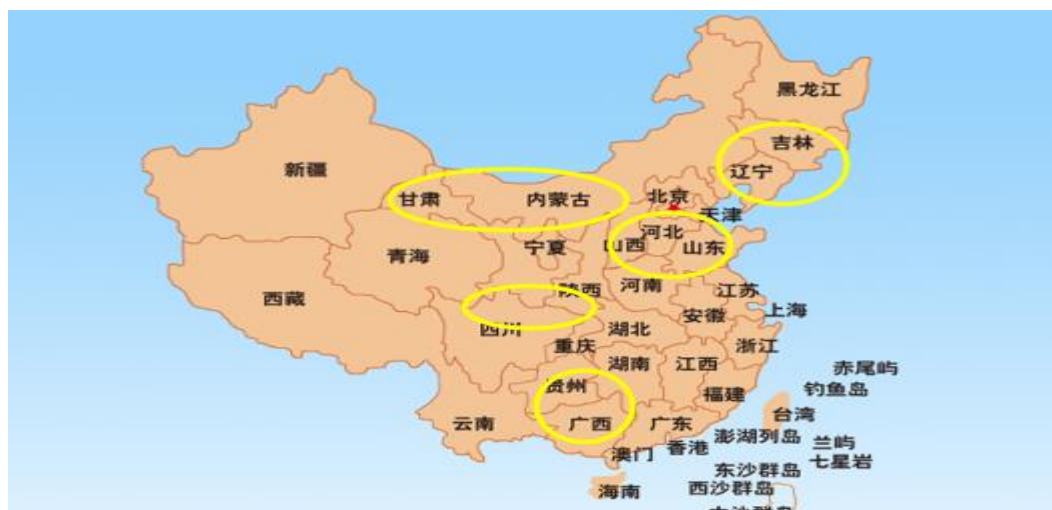 黑龙江
吉林
辽宁
新疆
甘肃
内蒙古
北京
天津
河北
山西
山东
宁夏
青海
陕西
河南
江苏
西藏
安徽
上海
四川
湖北
重庆
浙江
湖南
江西
贵州
福建
赤尾屿
钓鱼岛
台湾
云南
广西
广东
澎湖列岛
兰屿
香港
澳门
七星岩
东沙群岛
海南
西沙群岛